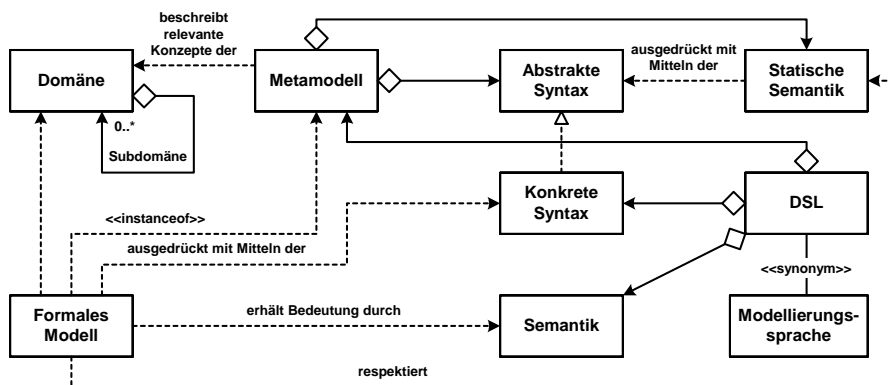 beschreibt
relevante
Konzepte der
Domäne
Metamodell
Abstrakte
Syntax
ausgedrückt mit
Mitteln der
Statische
Semantik
0..*
Subdomäne
<<instanceof>>
Konkrete
Syntax
DSL
ausgedrückt mit Mitteln der
<<synonym>>
Formales
Modell
erhält Bedeutung durch
Semantik
Modellierungs-
sprache
respektiert